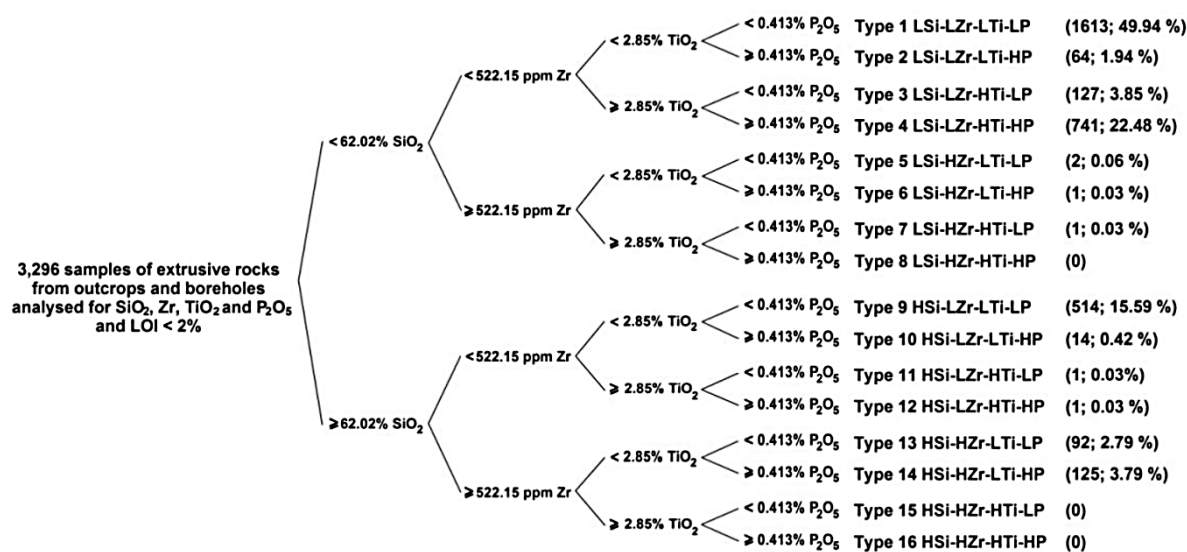 3,296 samples of extrusive rocks
from outcrops and boreholes
analysed for SiO₂, Zr, TiO₂ and P₂O₅
and LOI < 2%
< 62.02% SiO₂
< 522.15 ppm Zr
< 2.85% TiO₂
< 0.413% P₂O₅ Type 1 LSi-LZr-LTi-LP (1613; 49.94 %)
⩾ 0.413% P₂O₅ Type 2 LSi-LZr-LTi-HP (64; 1.94 %)
⩾ 2.85% TiO₂
< 0.413% P₂O₅ Type 3 LSi-LZr-HTi-LP (127; 3.85 %)
⩾ 0.413% P₂O₅ Type 4 LSi-LZr-HTi-HP (741; 22.48 %)
⩾ 522.15 ppm Zr
< 2.85% TiO₂
< 0.413% P₂O₅ Type 5 LSi-HZr-LTi-LP (2; 0.06 %)
⩾ 0.413% P₂O₅ Type 6 LSi-HZr-LTi-HP (1; 0.03 %)
⩾ 2.85% TiO₂
< 0.413% P₂O₅ Type 7 LSi-HZr-HTi-LP (1; 0.03 %)
⩾ 0.413% P₂O₅ Type 8 LSi-HZr-HTi-HP (0)
⩾ 62.02% SiO₂
< 522.15 ppm Zr
< 2.85% TiO₂
< 0.413% P₂O₅ Type 9 HSi-LZr-LTi-LP (514; 15.59 %)
⩾ 0.413% P₂O₅ Type 10 HSi-LZr-LTi-HP (14; 0.42 %)
⩾ 2.85% TiO₂
< 0.413% P₂O₅ Type 11 HSi-LZr-HTi-LP (1; 0.03%)
⩾ 0.413% P₂O₅ Type 12 HSi-LZr-HTi-HP (1; 0.03 %)
⩾ 522.15 ppm Zr
< 2.85% TiO₂
< 0.413% P₂O₅ Type 13 HSi-HZr-LTi-LP (92; 2.79 %)
⩾ 0.413% P₂O₅ Type 14 HSi-HZr-LTi-HP (125; 3.79 %)
⩾ 2.85% TiO₂
< 0.413% P₂O₅ Type 15 HSi-HZr-HTi-LP (0)
⩾ 0.413% P₂O₅ Type 16 HSi-HZr-HTi-HP (0)